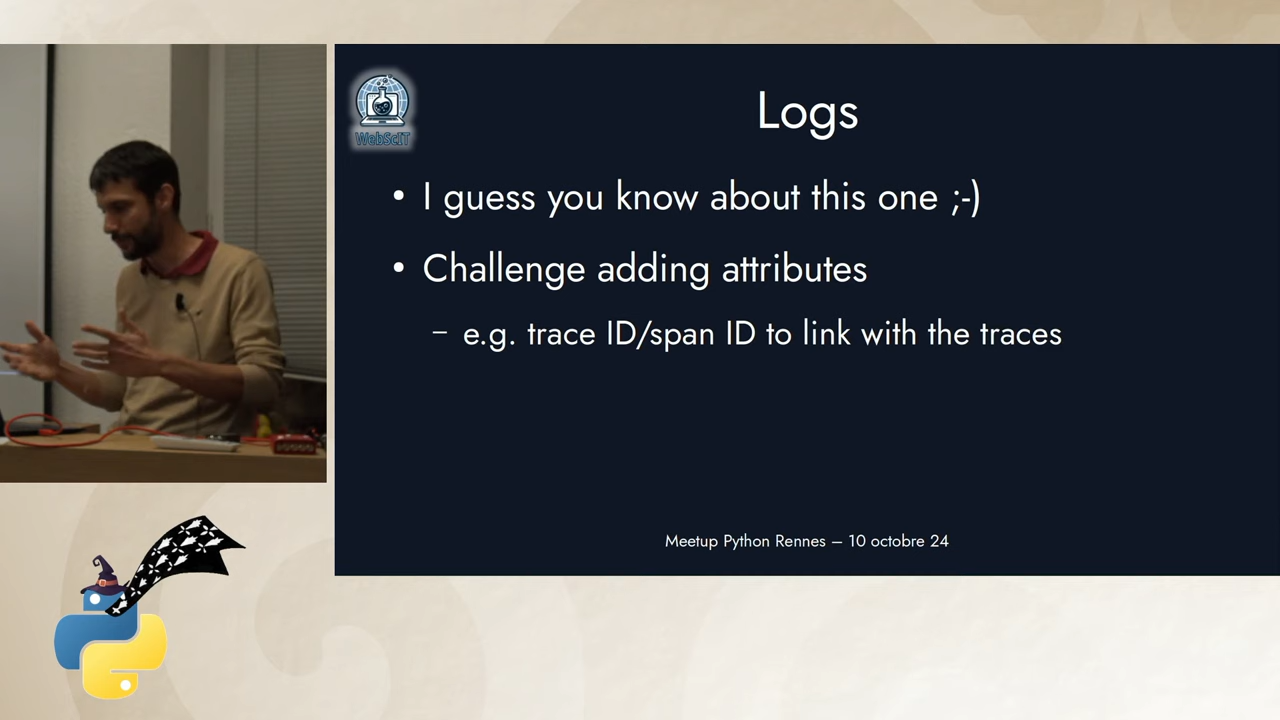 WebScIT
Logs
• I guess you know about this one ;-)
• Challenge adding attributes
– e.g. trace ID/span ID to link with the traces
Meetup Python Rennes – 10 octobre 24